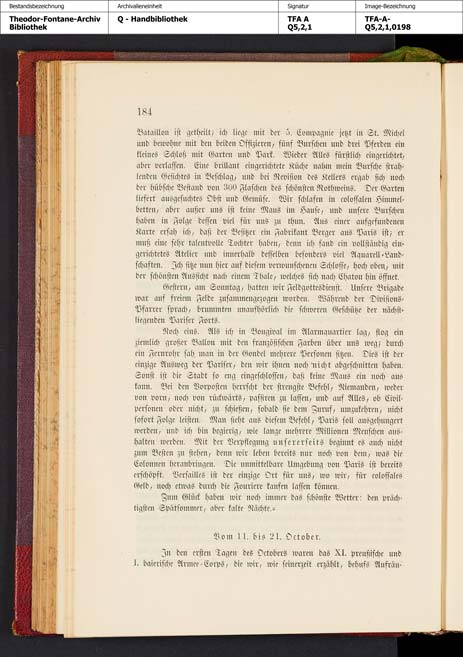 Bestandsbezeichnung
Theodor-Fontane-Archiv
Bibliothek
Archivalieneinheit
Q - Handbibliothek
Signatur
TFA A
Q5,2,1
Image-Bezeichnung
TFA-A-
Q5,2,1,0198
184
Bataillon ist getheilt; ich liege mit der 5. Compagnie jetzt in St. Michel
und bewohne mit den beiden Offizieren, fünf Burschen und drei Pferden ein
kleines Schloß mit Garten und Park. Wieder Alles fürstlich eingerichtet,
aber verlassen. Eine brillant eingerichtete Küche nahm mein Bursche strah-
lenden Gesichtes in Beschlag, und bei Revision des Kellers ergab sich noch
der hübsche Bestand von 300 Flaschen des schönsten Rothweins. Der Garten
liefert ausgesuchtes Obst und Gemüse. Wir schlafen in colossalen Himmel-
betten, aber außer uns ist keine Maus im Hause, und unsere Burschen
haben in Folge dessen viel für uns zu thun. Aus einer aufgefundenen
Karte ersah ich, daß der Besitzer ein Fabrikant Berger aus Paris ist; er
muß eine sehr talentvolle Tochter haben, denn ich fand ein vollständig ein-
gerichtetes Atelier und innerhalb desselben besonders viel Aquarell-Land-
schaften. Ich sitze nun hier auf diesem verwunschenen Schlosse, hoch oben, mit
der schönsten Aussicht nach einem Thale, welches sich nach Chatou hin öffnet.
Gestern, am Sonntag, hatten wir Feldgottesdienst. Unsere Brigade
war auf freiem Felde zusammengezogen worden. Während der Divisions-
Pfarrer sprach, brummten unaufhörlich die schweren Geschütze der nächst-
liegenden Pariser Forts.
Noch eins. Als ich in Bougival im Alarmquartier lag, flog ein
ziemlich großer Ballon mit den französischen Farben über uns weg; durch
ein Fernrohr sah man in der Gondel mehrere Personen sitzen. Dies ist der
einzige Ausweg der Pariser, den wir ihnen noch nicht abgeschnitten haben.
Sonst ist die Stadt so eng eingeschlossen, daß keine Maus ein noch aus
kann. Bei den Vorposten herrscht der strengste Befehl, Niemanden, weder
von vorn, noch von rückwärts, passiren zu lassen, und auf Alles, ob Civil-
personen oder nicht, zu schießen, sobald sie dem Zuruf, umzukehren, nicht
sofort Folge leisten. Man sieht aus diesem Befehl, Paris soll ausgehungert
werden, und ich bin begierig, wie lange mehrere Millionen Menschen aus-
halten werden. Mit der Verpflegung unsererseits beginnt es auch nicht
zum Besten zu stehen, denn wir leben bereits nur noch von dem, was die
Colonnen heranbringen. Die unmittelbare Umgebung von Paris ist bereits
erschöpft. Versailles ist der einzige Ort für uns, wo wir, für colossales
Geld, noch etwas durch die Fouriere kaufen lassen können.
Zum Glück haben wir noch immer das schönste Wetter: den präch-
tigsten Spätsommer, aber kalte Nächte.“
Vom 11. bis 21. October.
In den ersten Tagen des Octobers waren das XI. preußische und
I. baierische Armee-Corps, die wir, wie seinerzeit erzählt, behufs Aufräu-